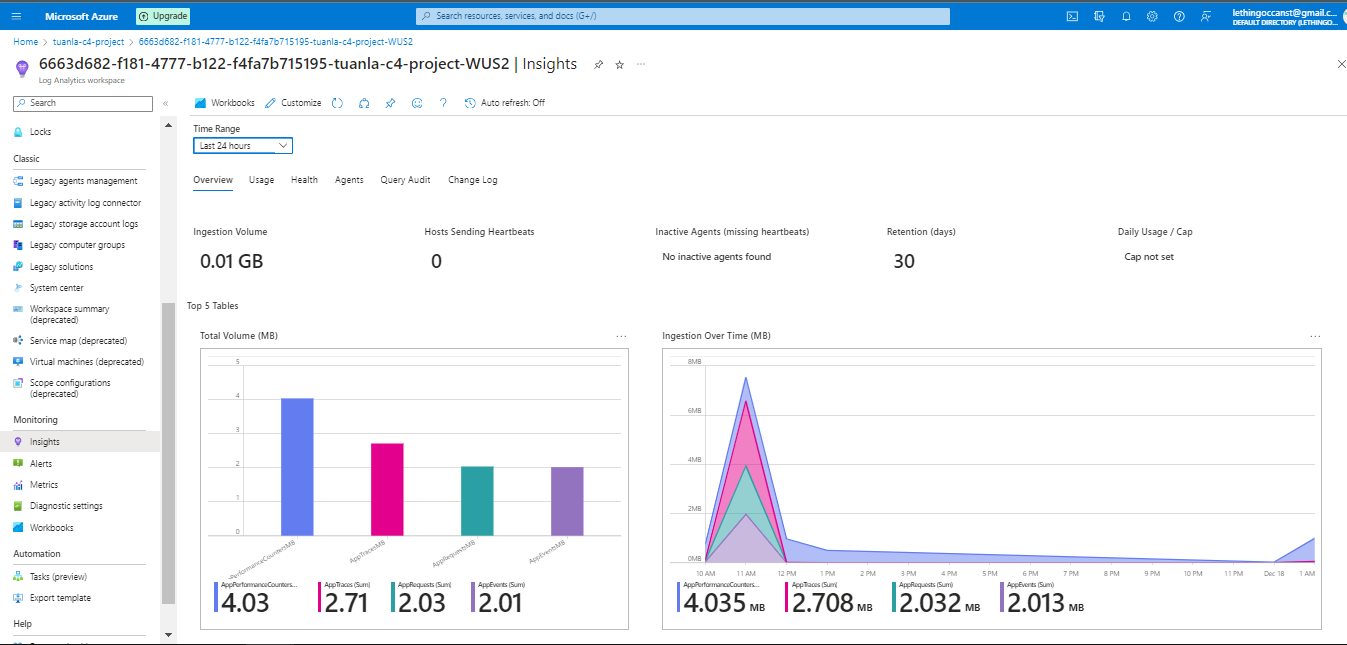 Microsoft Azure
Upgrade
Search resources, services, and docs (G+/)
lethingoccanst@gmail.c...
DEFAULT DIRECTORY (LETHINGO...
Home > tuanla-c4-project > 6663d682-f181-4777-b122-f4fa7b715195-tuanla-c4-project-WUS2
6663d682-f181-4777-b122-f4fa7b715195-tuanla-c4-project-WUS2 | Insights
Log Analytics workspace
Search
Locks
Classic
Legacy agents management
Legacy activity log connector
Legacy storage account logs
Legacy computer groups
Legacy solutions
System center
Workspace summary
(deprecated)
Service map (deprecated)
Virtual machines (deprecated)
Scope configurations
(deprecated)
Monitoring
Insights
Alerts
Metrics
Diagnostic settings
Workbooks
Automation
Tasks (preview)
Export template
Help
Workbooks Customize Auto refresh: Off
Time Range
Last 24 hours
Overview Usage Health Agents Query Audit Change Log
Ingestion Volume
0.01 GB
Hosts Sending Heartbeats
0
Inactive Agents (missing heartbeats)
No inactive agents found
Retention (days)
30
Daily Usage / Cap
Cap not set
Top 5 Tables
Total Volume (MB)
5
4
3
2
1
0
AppTracesMB
AppRequestsMB
AppEventsMB
AppPerformanceCounters...
4.03
AppTraces (Sum)
2.71
AppRequests (Sum)
2.03
AppEvents (Sum)
2.01
Ingestion Over Time (MB)
8MB
6MB
4MB
2MB
0MB
10 AM 11 AM 12 PM 1 PM 2 PM 3 PM 4 PM 5 PM 6 PM 7 PM 8 PM 9 PM 10 PM 11 PM Dec 18 1 AM
AppPerformanceCounters...
4.035 MB
AppTraces (Sum)
2.708 MB
AppRequests (Sum)
2.032 MB
AppEvents (Sum)
2.013 MB